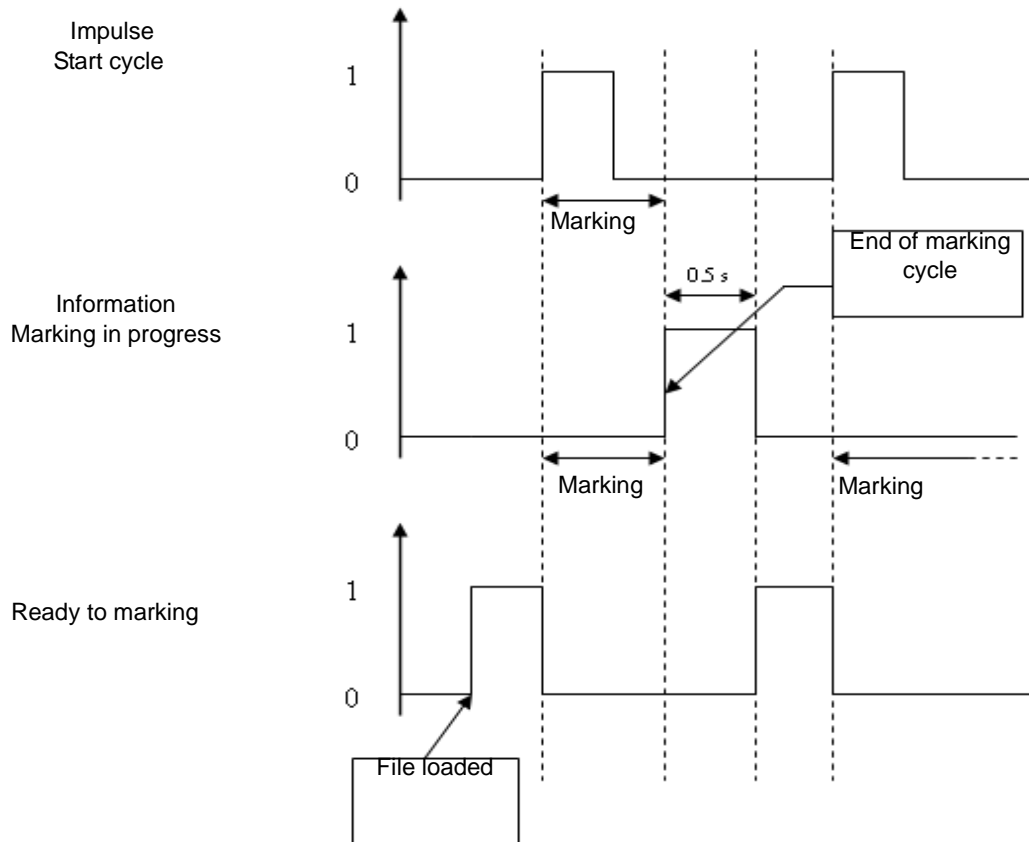 Impulse
Start cycle
1
0
Marking
End of marking
cycle
0.5 s
Information
Marking in progress
1
0
Marking
Marking
Ready to marking
1
0
File loaded